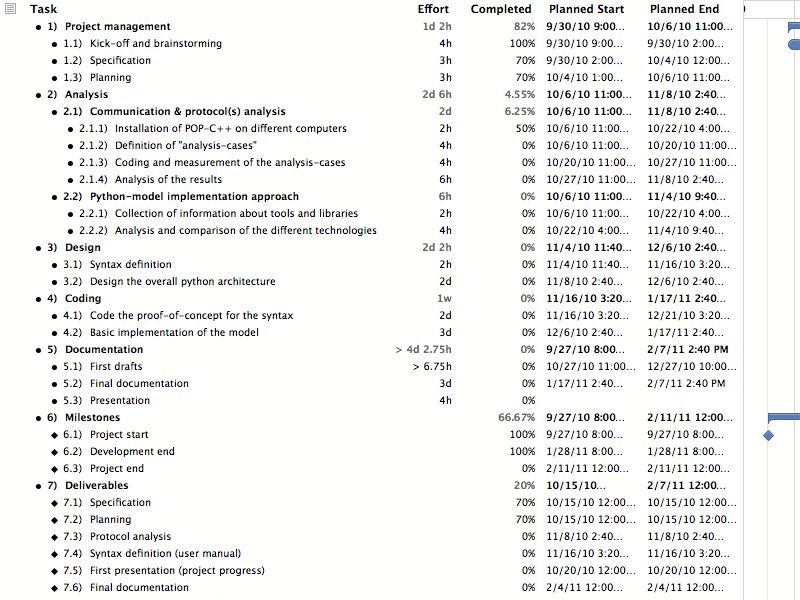 Task Effort Completed Planned Start Planned End
1) Project management 1d 2h 82% 9/30/10 9:00... 10/6/10 11:00...
1.1) Kick-off and brainstorming 4h 100% 9/30/10 9:00... 9/30/10 2:00...
1.2) Specification 3h 70% 9/30/10 2:00... 10/4/10 12:00...
1.3) Planning 3h 70% 10/4/10 1:00... 10/6/10 11:00...
2) Analysis 2d 6h 4.55% 10/6/10 11:00... 11/8/10 2:40...
2.1) Communication & protocol(s) analysis 2d 6.25% 10/6/10 11:00... 11/8/10 2:40...
2.1.1) Installation of POP-C++ on different computers 2h 50% 10/6/10 11:00... 10/22/10 4:00...
2.1.2) Definition of "analysis-cases" 4h 0% 10/6/10 11:00... 10/20/10 11:00...
2.1.3) Coding and measurement of the analysis-cases 4h 0% 10/20/10 11:00... 10/27/10 11:00...
2.1.4) Analysis of the results 6h 0% 10/27/10 11:00... 11/8/10 2:40...
2.2) Python-model implementation approach 6h 0% 10/6/10 11:00... 11/4/10 9:40...
2.2.1) Collection of information about tools and libraries 2h 0% 10/6/10 11:00... 10/22/10 4:00...
2.2.2) Analysis and comparison of the different technologies 4h 0% 10/22/10 4:00... 11/4/10 9:40...
3) Design 2d 2h 0% 11/4/10 11:40... 12/6/10 2:40...
3.1) Syntax definition 2h 0% 11/4/10 11:40... 11/16/10 3:20...
3.2) Design the overall python architecture 2d 0% 11/8/10 2:40... 12/6/10 2:40...
4) Coding 1w 0% 11/16/10 3:20... 1/17/11 2:40...
4.1) Code the proof-of-concept for the syntax 2d 0% 11/16/10 3:20... 12/21/10 3:20...
4.2) Basic implementation of the model 3d 0% 12/6/10 2:40... 1/17/11 2:40...
5) Documentation > 4d 2.75h 0% 9/27/10 8:00... 2/7/11 2:40 PM
5.1) First drafts > 6.75h 0% 10/27/10 11:00... 12/27/10 10:00...
5.2) Final documentation 3d 0% 1/17/11 2:40... 2/7/11 2:40 PM
5.3) Presentation 4h 0%
6) Milestones 66.67% 9/27/10 8:00... 2/11/11 12:00...
6.1) Project start 100% 9/27/10 8:00... 9/27/10 8:00...
6.2) Development end 100% 1/28/11 8:00... 1/28/11 8:00...
6.3) Project end 0% 2/11/11 12:00... 2/11/11 12:00...
7) Deliverables 20% 10/15/10... 2/7/11 12:00...
7.1) Specification 70% 10/15/10 12:00... 10/15/10 12:00...
7.2) Planning 70% 10/15/10 12:00... 10/15/10 12:00...
7.3) Protocol analysis 0% 11/8/10 2:40... 11/8/10 2:40...
7.4) Syntax definition (user manual) 0% 11/16/10 3:20... 11/16/10 3:20...
7.5) First presentation (project progress) 0% 10/20/10 12:00... 10/20/10 12:00...
7.6) Final documentation 0% 2/4/11 12:00... 2/4/11 12:00...